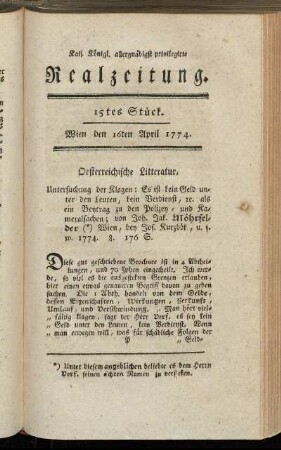 Kais. Königl. allergnädigst privilegirte
Realzeitung.
15tes Stück.
Wien den 16ten April 1774.
Oesterreichische Litteratur.
Untersuchung der Klagen: Es ist kein Geld un-
ter den Leuten, kein Verdienst, ꝛc. als
ein Beytrag zu den Polizey, und Ka-
meralsachen; von Joh. Jak. Möhrsel-
der (*) Wien, bey Jos. Kurzböck, u. s.
w. 1774. 8. 176 S.
Diese gut geschriebene Brochure ist in 4 Abthei-
lungen, und 70 Sphen eingetheilt. Ich wer-
de, so viel es die ausgesteckten Grenzen erlauben,
hier einen etwas genauern Begriff davon zu geben
suchen. Die 1 Abth. handelt von dem Gelde,
dessen Eigenschaften, Wirkungen, Herkunft,
Umlauf, und Verschwindung. „ Man hört viel-
„ fältig klagen, sagt der Herr Verf. es sey kein
„ Geld unter den Leuten, kein Verdienst. Wenn
„ man erwegen will, was für schädliche Folgen der
P „ Geld-
*) Unter diesem angeblichen beliebte es dem Herrn
Verf. seinen ächten Namen zu verstecken.